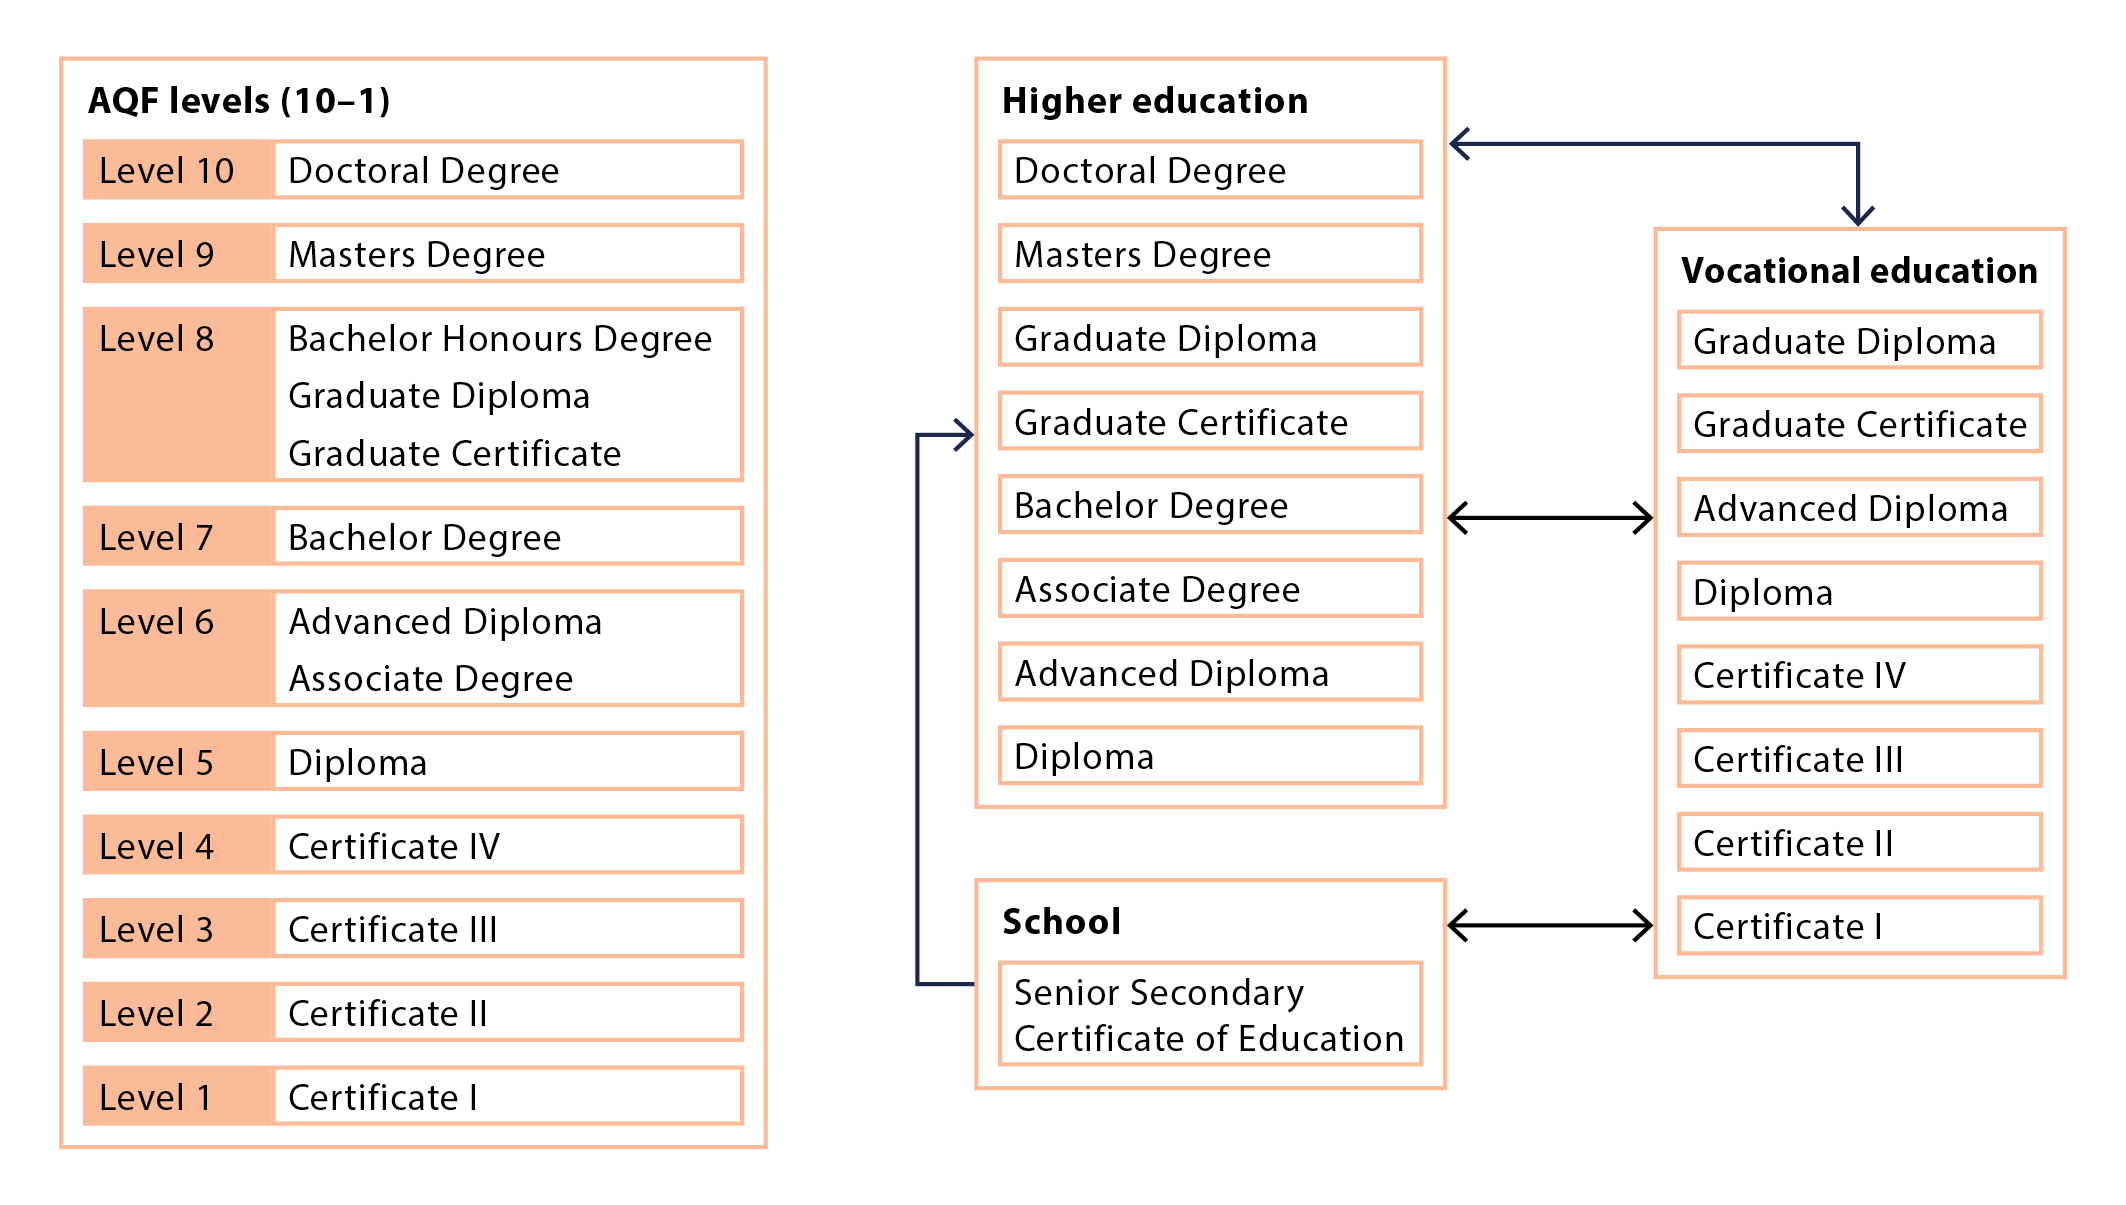 AQF levels (10–1)
Level 10 Doctoral Degree
Level 9 Masters Degree
Level 8 Bachelor Honours Degree
Graduate Diploma
Graduate Certificate
Level 7 Bachelor Degree
Level 6 Advanced Diploma
Associate Degree
Level 5 Diploma
Level 4 Certificate IV
Level 3 Certificate III
Level 2 Certificate II
Level 1 Certificate I
Higher education
Doctoral Degree
Masters Degree
Graduate Diploma
Graduate Certificate
Bachelor Degree
Associate Degree
Advanced Diploma
Diploma
School
Senior Secondary
Certificate of Education
Vocational education
Graduate Diploma
Graduate Certificate
Advanced Diploma
Diploma
Certificate IV
Certificate III
Certificate II
Certificate I